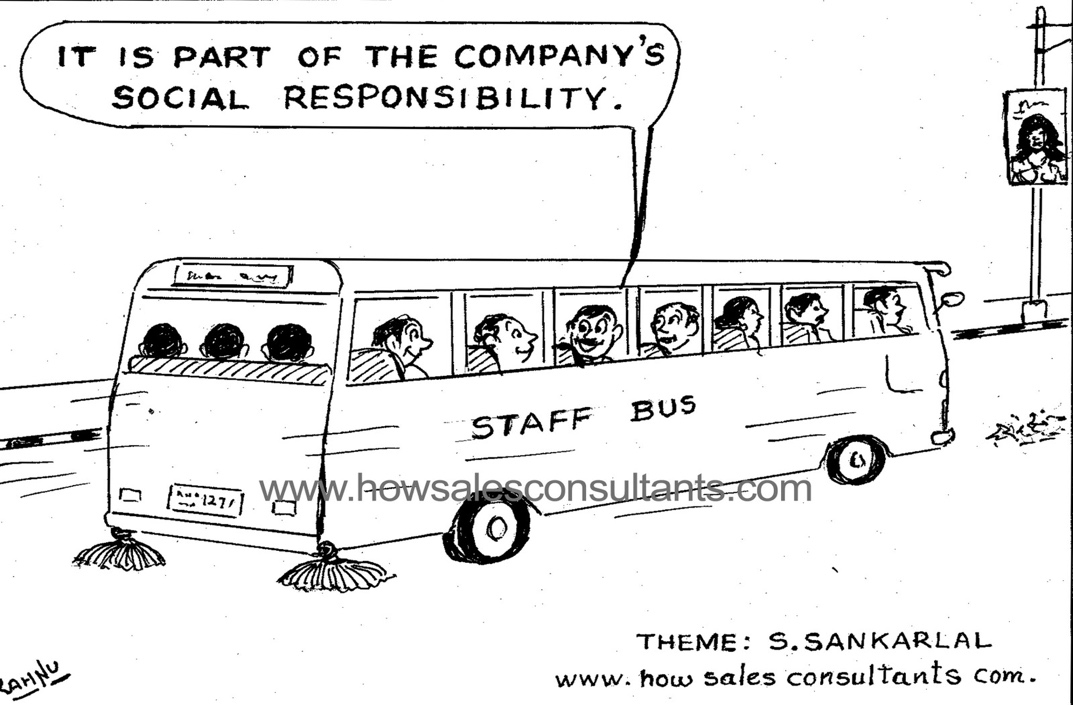 IT IS PART OF THE COMPANY'S
SOCIAL RESPONSIBILITY.
STAFF BUS
www.howsalesconsultants.com
1271
THEME: S.SANKARLAL
www.how sales consultants com.